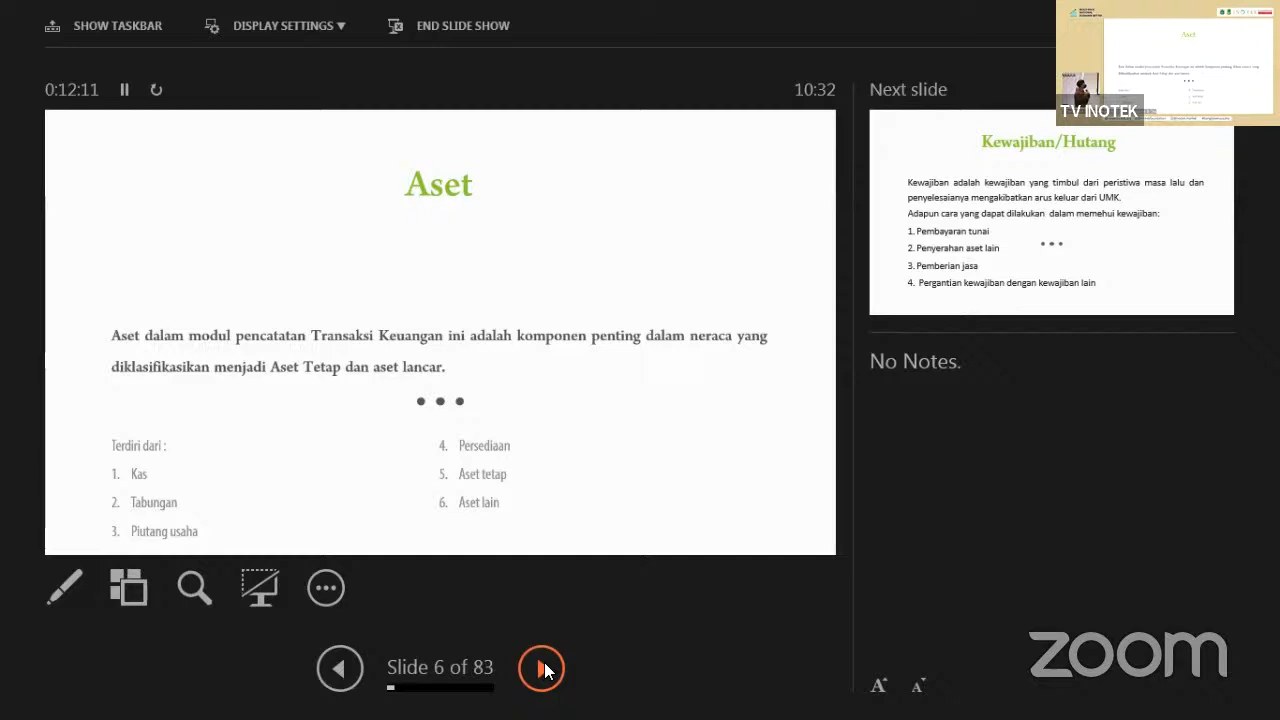 SHOW TASKBAR
DISPLAY SETTINGS ▼
END SLIDE SHOW
0:12:11
10:32
Aset
Aset dalam modul pencatatan Transaksi Keuangan ini adalah komponen penting dalam neraca yang
diklasifikasikan menjadi Aset Tetap dan aset lancar.
Terdiri dari :
1. Kas
2. Tabungan
3. Piutang usaha
4. Persediaan
5. Aset tetap
6. Aset lain
Slide 6 of 83
Next slide
Kewajiban/Hutang
Kewajiban adalah kewajiban yang timbul dari peristiwa masa lalu dan
penyelesaianya mengakibatkan arus keluar dari UMK.
Adapun cara yang dapat dilakukan dalam memehui kewajiban:
1. Pembayaran tunai
2. Penyerahan aset lain
3. Pemberian jasa
4. Pergantian kewajiban dengan kewajiban lain
No Notes.
A A
Aset
TV INOTEK
zoom